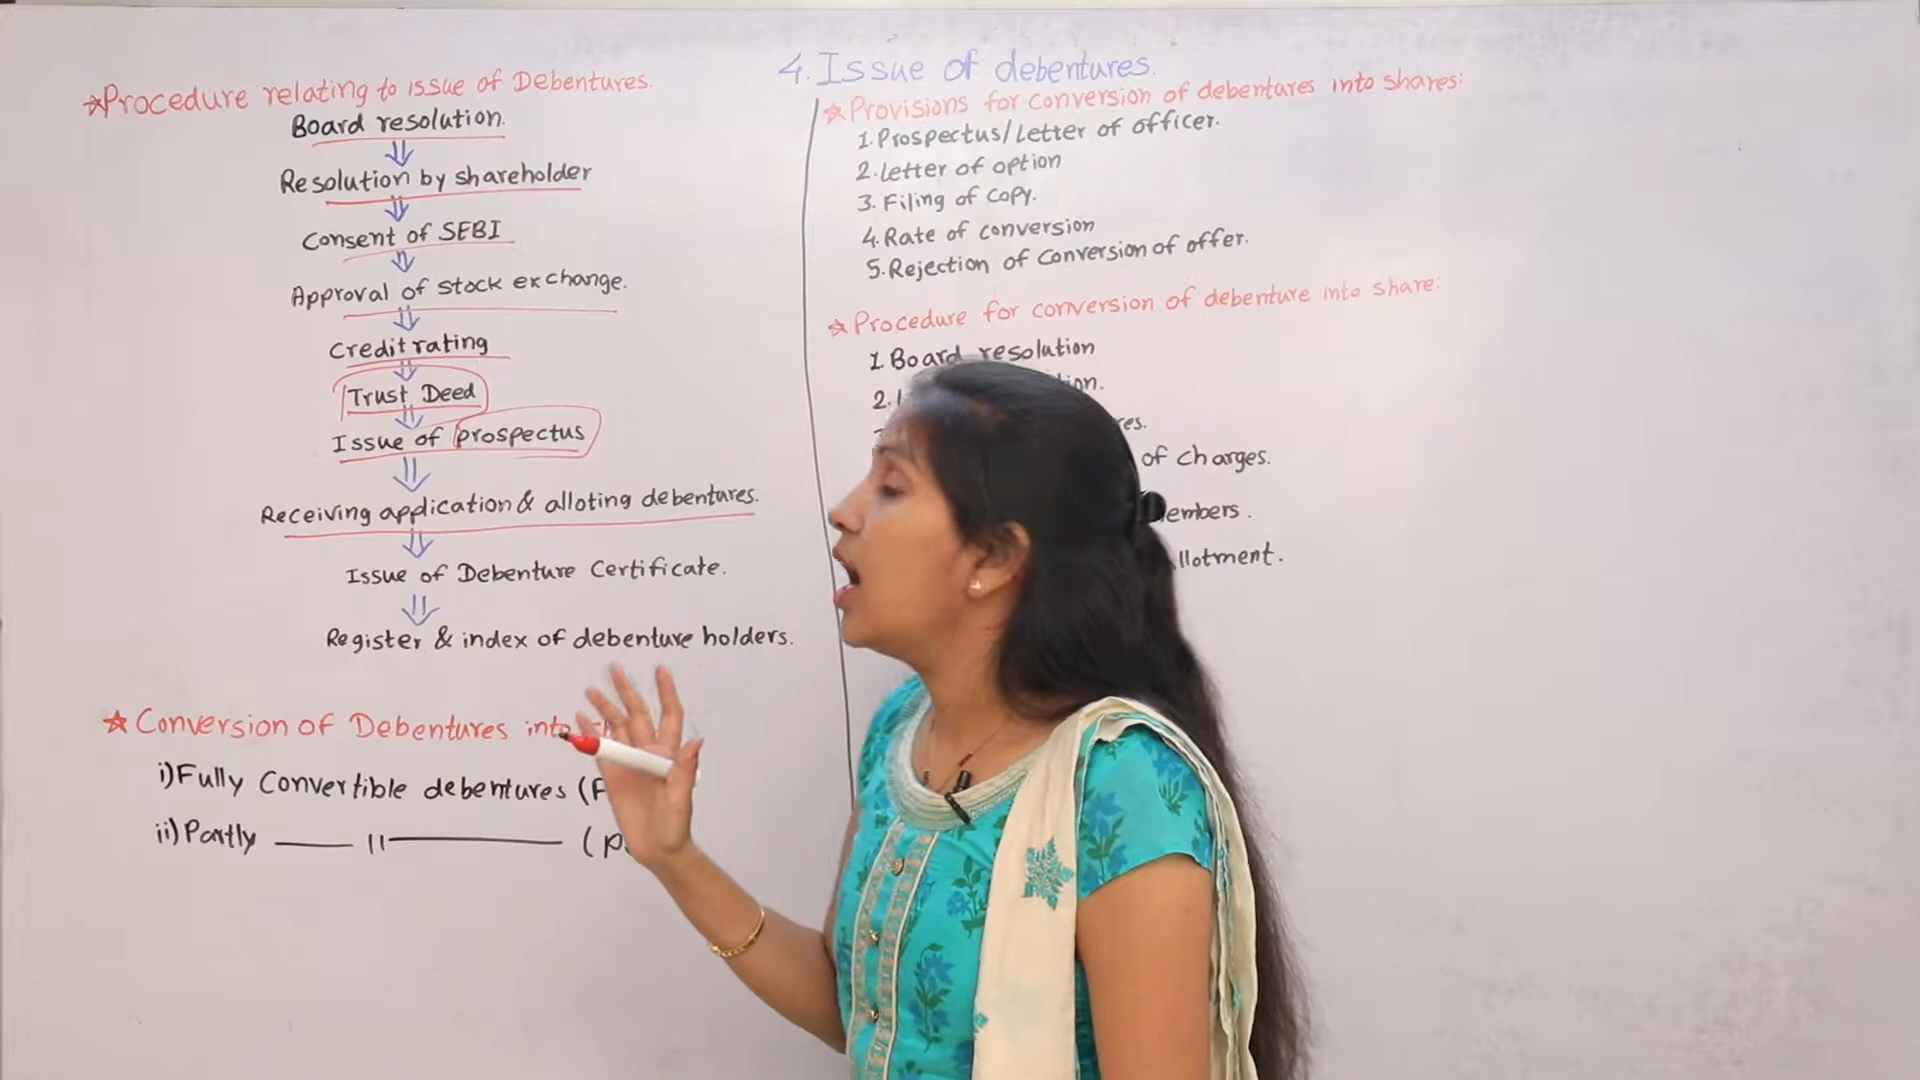 4. Issue of debentures.
☆Procedure relating to issue of Debentures.
Board resolution.
Resolution by shareholder
Consent of SEBI
Approval of stock exchange.
Credit rating
Trust Deed
Issue of prospectus
Receiving application & alloting debentures.
Issue of Debenture Certificate.
Register & index of debenture holders.
☆ Conversion of Debentures into
i) Fully Convertible debentures (F
ii) Partly —— 11 ———— (P
☆ Provisions for conversion of debentures into shares:
1. Prospectus/Letter of officer.
2. Letter of option
3. Filing of copy.
4. Rate of conversion
5. Rejection of conversion of offer.
☆ Procedure for conversion of debenture into share:
1. Board resolution
2.
of charges.